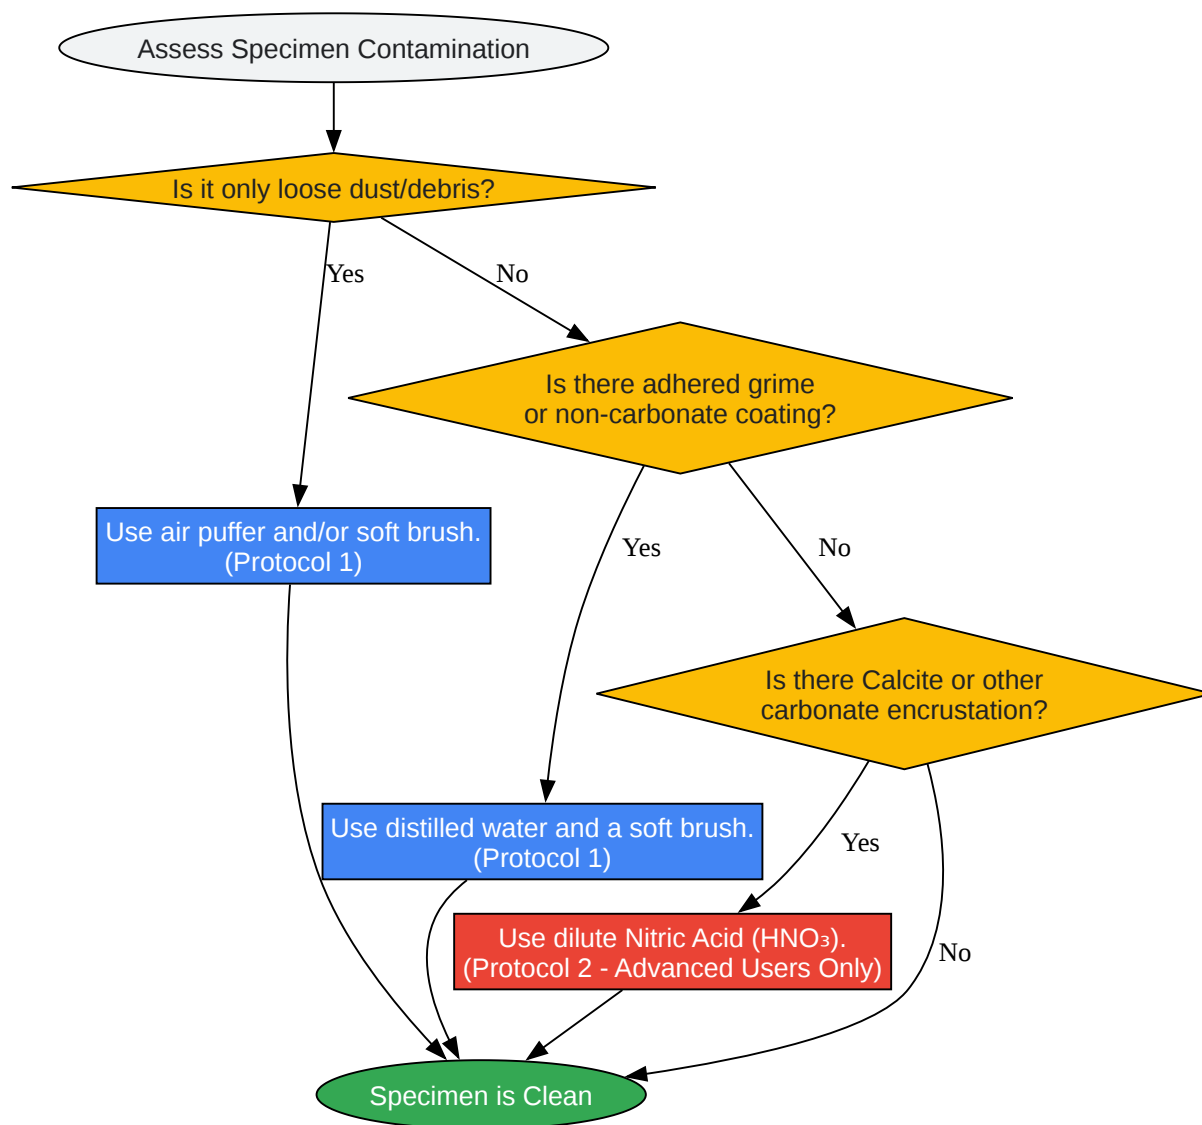 Assess Specimen Contamination
Is it only loose dust/debris?
Yes
No
Is there adhered grime
or non-carbonate coating?
Use air puffer and/or soft brush.
(Protocol 1)
Yes
No
Is there Calcite or other
carbonate encrustation?
Use distilled water and a soft brush.
(Protocol 1)
Yes
Use dilute Nitric Acid (HNO₃).
(Protocol 2 - Advanced Users Only)
No
Specimen is Clean